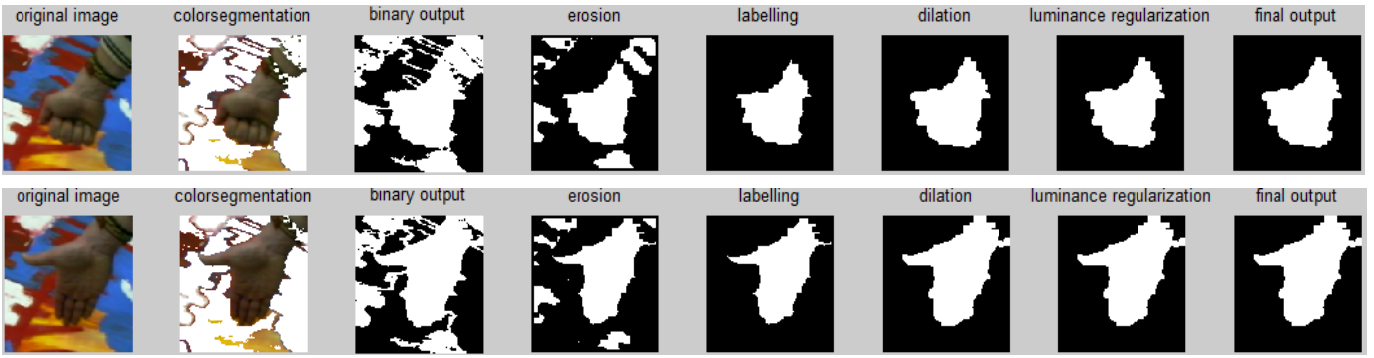 original image colorsegmentation binary output erosion labelling dilation luminance regularization final output
original image colorsegmentation binary output erosion labelling dilation luminance regularization final output